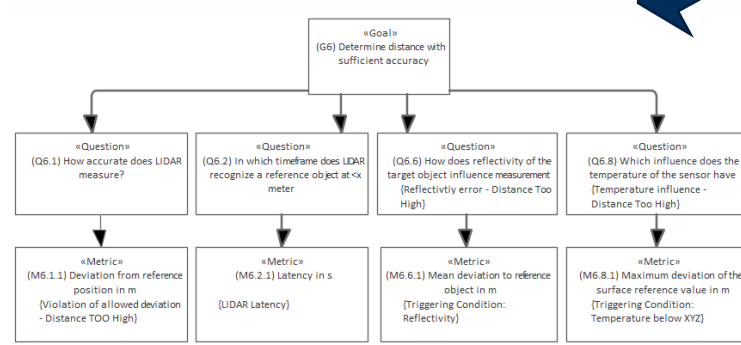 «Goal»
(G6) Determine distance with
sufficient accuracy
«Question»
(Q6.1) How accurate does LIDAR
measure?
«Question»
(Q6.2) In which timeframe does LIDAR
recognize a reference object at <x
meter
«Question»
(Q6.6) How does reflectivity of the
target object influence measurement
{Reflectivtiy error - Distance Too
High}
«Question»
(Q6.8) Which influence does the
temperature of the sensor have
{Temperature influence -
Distance Too High}
«Metric»
(M6.1.1) Deviation from reference
position in m
{Violation of allowed deviation
- Distance TOO High}
«Metric»
(M6.2.1) Latency in s
{LIDAR Latency}
«Metric»
(M6.6.1) Mean deviation to reference
object in m
{Triggering Condition:
Reflectivity}
«Metric»
(M6.8.1) Maximum deviation of the
surface reference value in m
{Triggering Condition:
Temperature below XYZ}